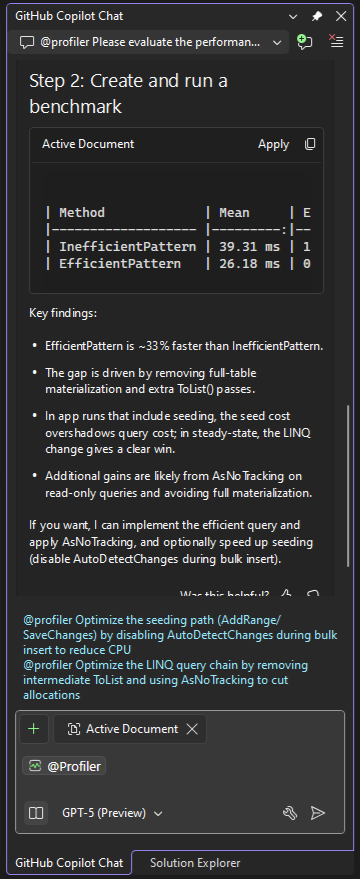 GitHub Copilot Chat
@profiler Please evaluate the performan...
Step 2: Create and run a
benchmark
Active Document Apply
| Method | Mean | E
|------------------- |---------:|--
| InefficientPattern | 39.31 ms | 1
| EfficientPattern | 26.18 ms | 0
Key findings:
• EfficientPattern is ~33% faster than InefficientPattern.
• The gap is driven by removing full-table
materialization and extra ToList() passes.
• In app runs that include seeding, the seed cost
overshadows query cost; in steady-state, the LINQ
change gives a clear win.
• Additional gains are likely from AsNoTracking on
read-only queries and avoiding full materialization.
If you want, I can implement the efficient query and
apply AsNoTracking, and optionally speed up seeding
(disable AutoDetectChanges during bulk insert).
Was this helpful?
@profiler Optimize the seeding path (AddRange/
SaveChanges) by disabling AutoDetectChanges during bulk
insert to reduce CPU
@profiler Optimize the LINQ query chain by removing
intermediate ToList and using AsNoTracking to cut
allocations
Active Document
@Profiler
GPT-5 (Preview)
GitHub Copilot Chat Solution Explorer